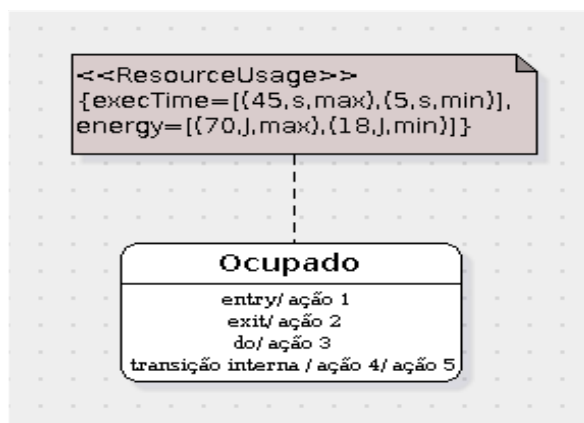 <<ResourceUsage>>
{execTime=[(45,s,max),(5,s,min)],
energy=[(70,J,max),(18,J,min)]}
Ocupado
entry/ ação 1
exit/ ação 2
do/ ação 3
transição interna / ação 4/ ação 5